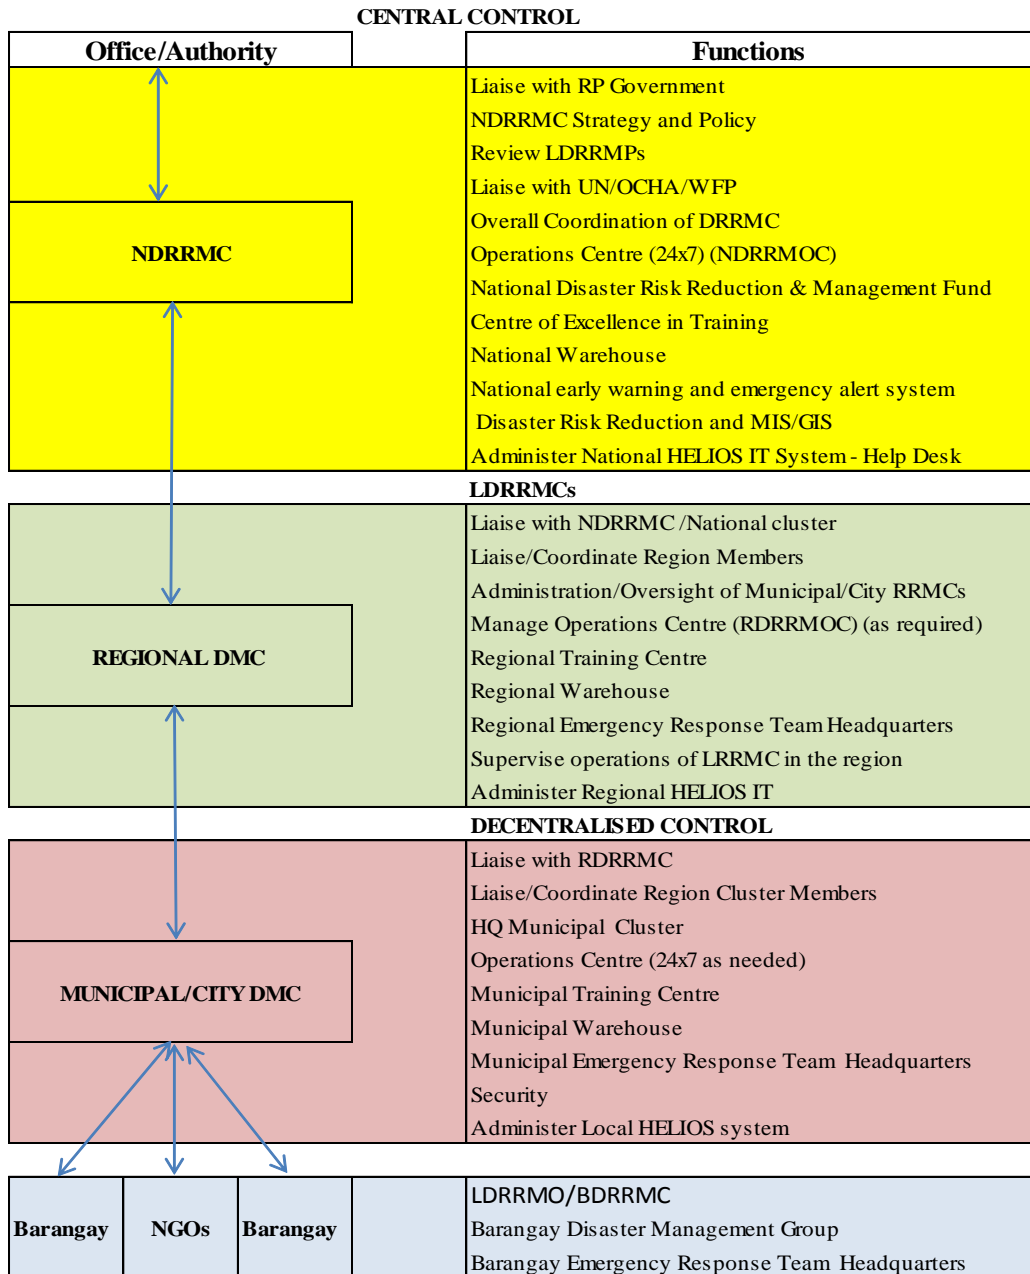 CENTRAL CONTROL
Office/Authority
Functions
Liaise with RP Government
NDRRMC Strategy and Policy
Review LDRRMPs
Liaise with UN/OCHA/WFP
Overall Coordination of DRRMC
NDRRMC
Operations Centre (24x7) (NDRRMOC)
National Disaster Risk Reduction & Management Fund
Centre of Excellence in Training
National Warehouse
National early warning and emergency alert system
Disaster Risk Reduction and MIS/GIS
Administer National HELIOS IT System - Help Desk
LDRRMCs
Liaise with NDRRMC /National cluster
Liaise/Coordinate Region Members
Administration/Oversight of Municipal/City RRMCs
Manage Operations Centre (RDRRMOC) (as required)
REGIONAL DMC
Regional Training Centre
Regional Warehouse
Regional Emergency Response Team Headquarters
Supervise operations of LRRMC in the region
Administer Regional HELIOS IT
DECENTRALISED CONTROL
Liaise with RDRRMC
Liaise/Coordinate Region Cluster Members
HQ Municipal Cluster
Operations Centre (24x7 as needed)
MUNICIPAL/CITY DMC
Municipal Training Centre
Municipal Warehouse
Municipal Emergency Response Team Headquarters
Security
Administer Local HELIOS system
Barangay
NGOs
Barangay
LDRRMO/BDRRMC
Barangay Disaster Management Group
Barangay Emergency Response Team Headquarters